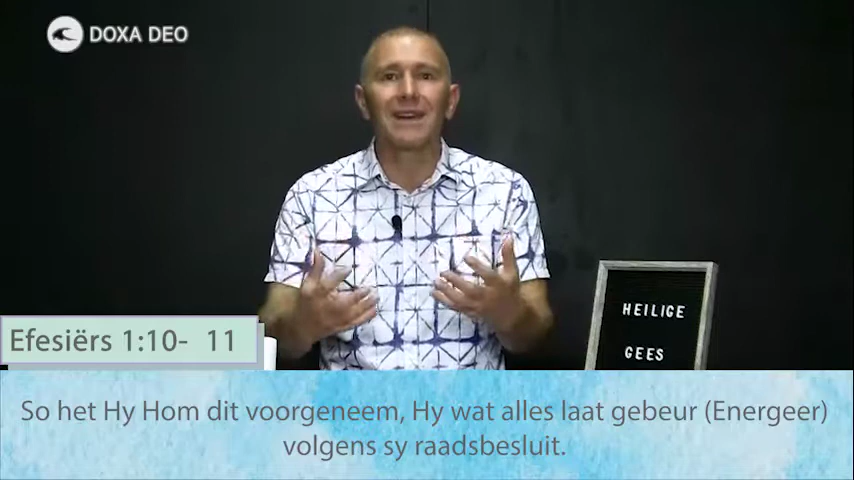 DOXA DEO
HEILIGE
GEES
Efesiërs 1:10- 11
So het Hy Hom dit voorgeneem, Hy wat alles laat gebeur (Energeer)
volgens sy raadsbesluit.